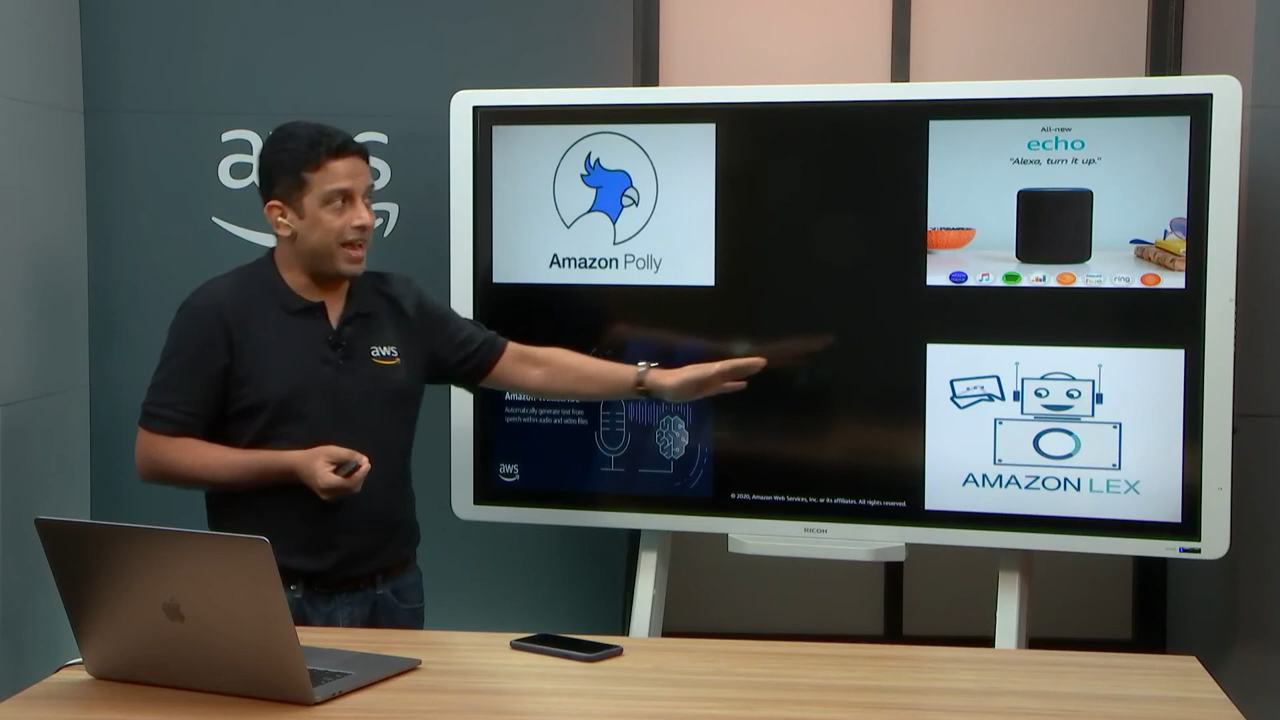 aws
aws
Amazon Polly
All-new
echo
"Alexa, turn it up."
ring
Amazon
Automatically generate text from
speech within audio and video files
aws
© 2020, Amazon Web Services, Inc. or its affiliates. All rights reserved.
AMAZON LEX
RICOH